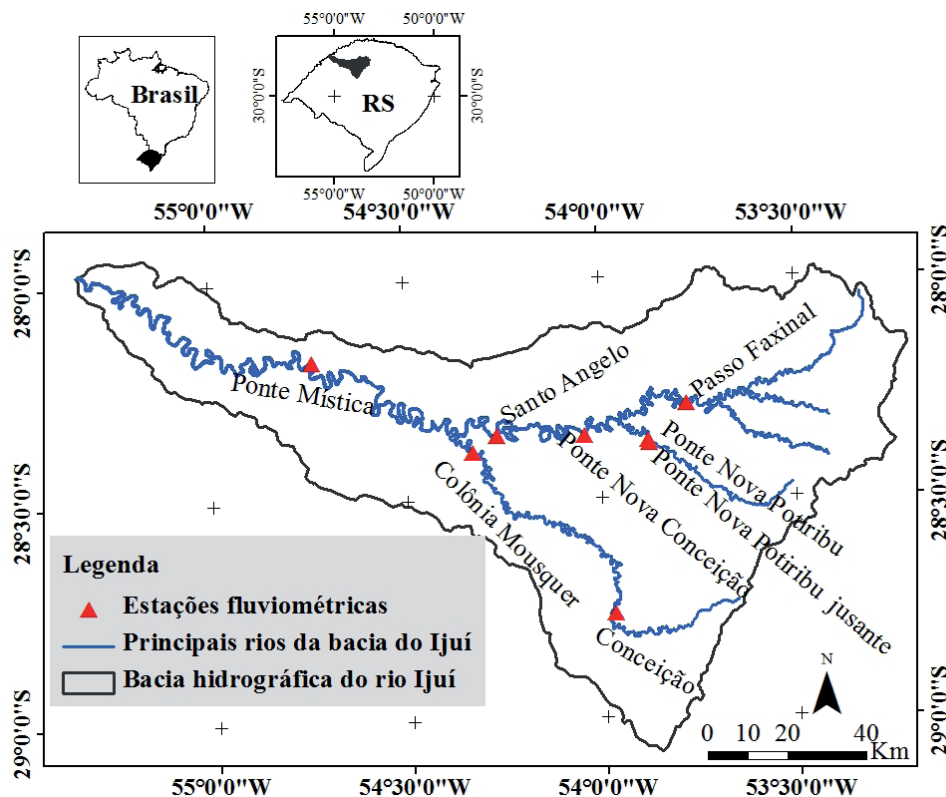 55°0'0"W 50°0'0"W
30°0'0"S
Brasil
RS
30°0'0"S
55°0'0"W 50°0'0"W
55°0'0"W 54°30'0"W 54°0'0"W 53°30'0"W
28°0'0"S
28°0'0"S
Passo Faxinal
Santo Angelo
Ponte Mística
Ponte Nova Potiribu
Ponte Nova Potiribu jusante
Ponte Nova Conceição
Colônia Mousquer
28°30'0"S
28°30'0"S
Conceição
Legenda
Estações fluviométricas
Principais rios da bacia do Ijuí
Bacia hidrográfica do rio Ijuí
N
0 10 20 40
Km
29°0'0"S
29°0'0"S
55°0'0"W 54°30'0"W 54°0'0"W 53°30'0"W